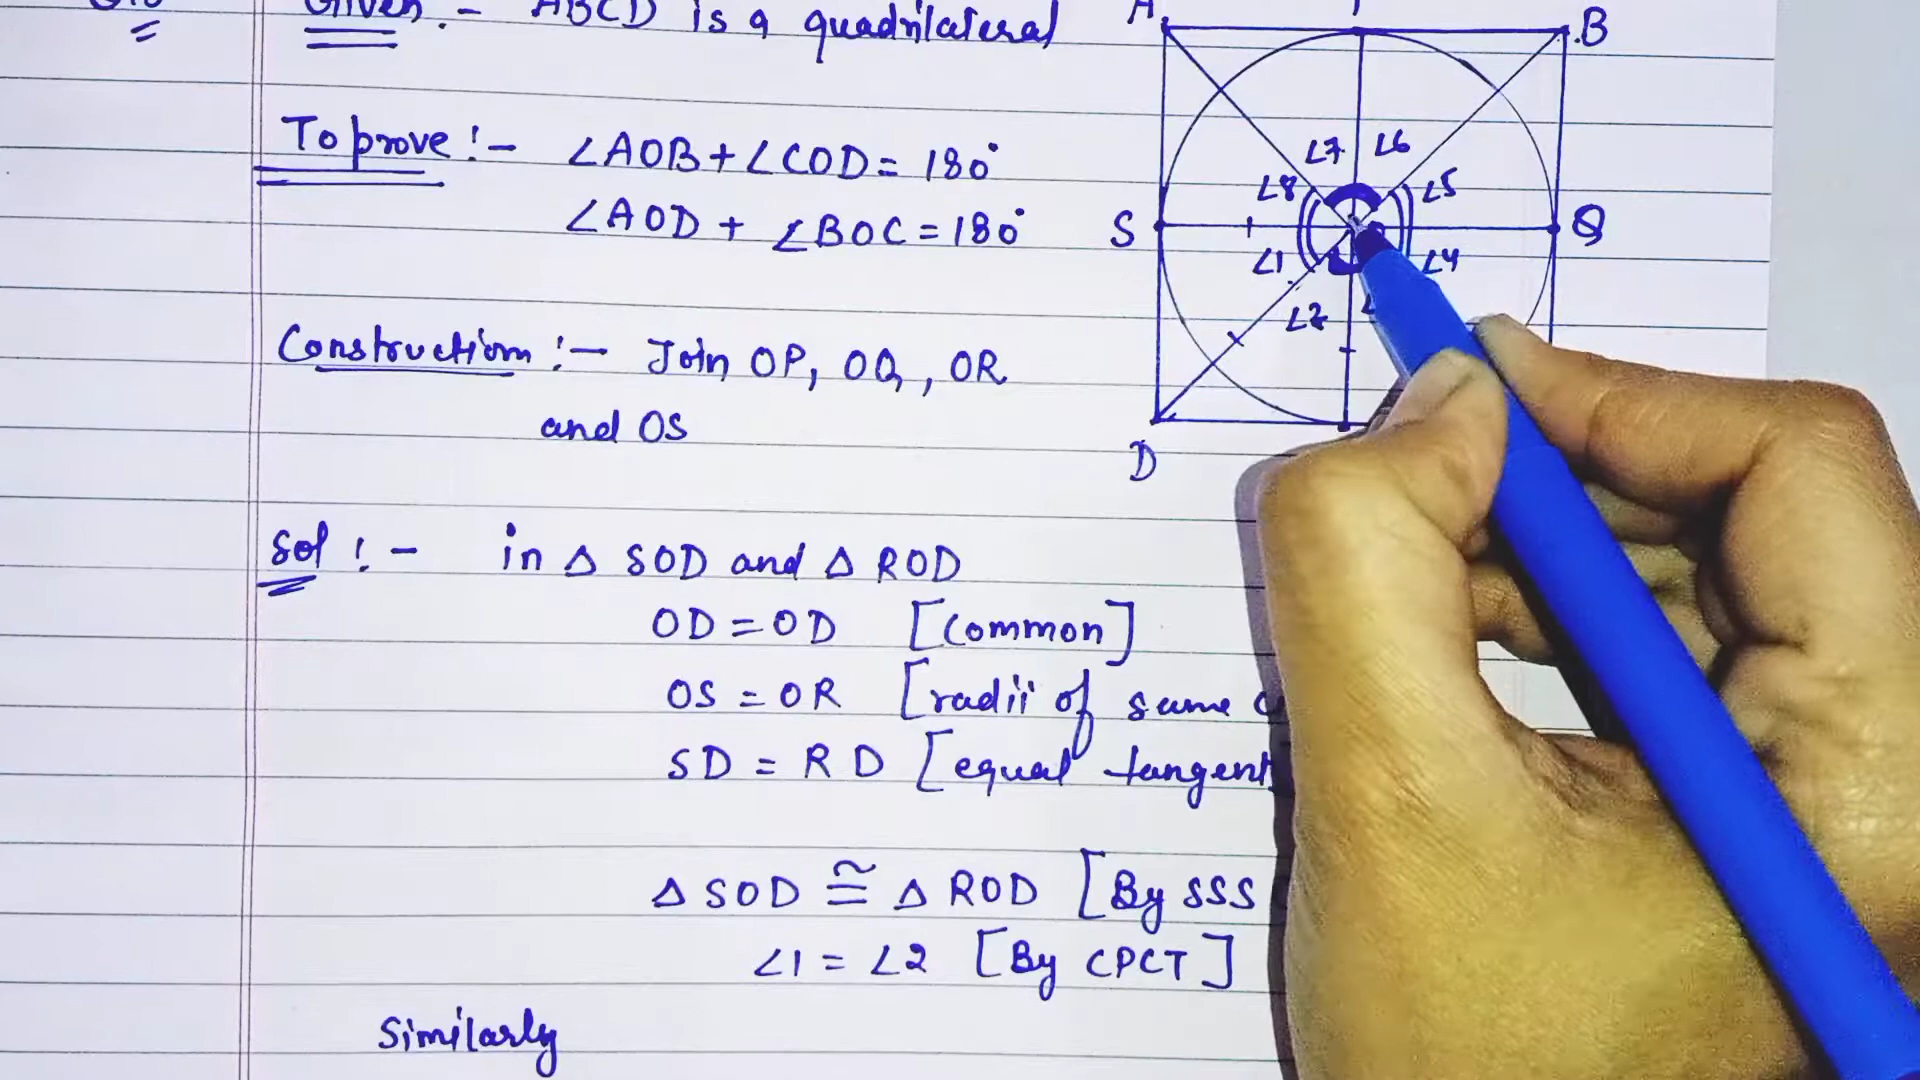 Given :- ABCD is a quadrilateral
To prove :- ∠AOB + ∠COD = 180°
∠AOD + ∠BOC = 180°
Construction :- Join OP, OQ, OR
and OS
Sol :- in Δ SOD and Δ ROD
OD = OD [Common]
OS = OR [radii of same
SD = RD [equal tangent
Δ SOD ≅ Δ ROD [By SSS
∠1 = ∠2 [By CPCT]
Similarly
A
B
∠7 ∠6
∠8 ∠5
S Q
∠1 ∠4
∠2
D